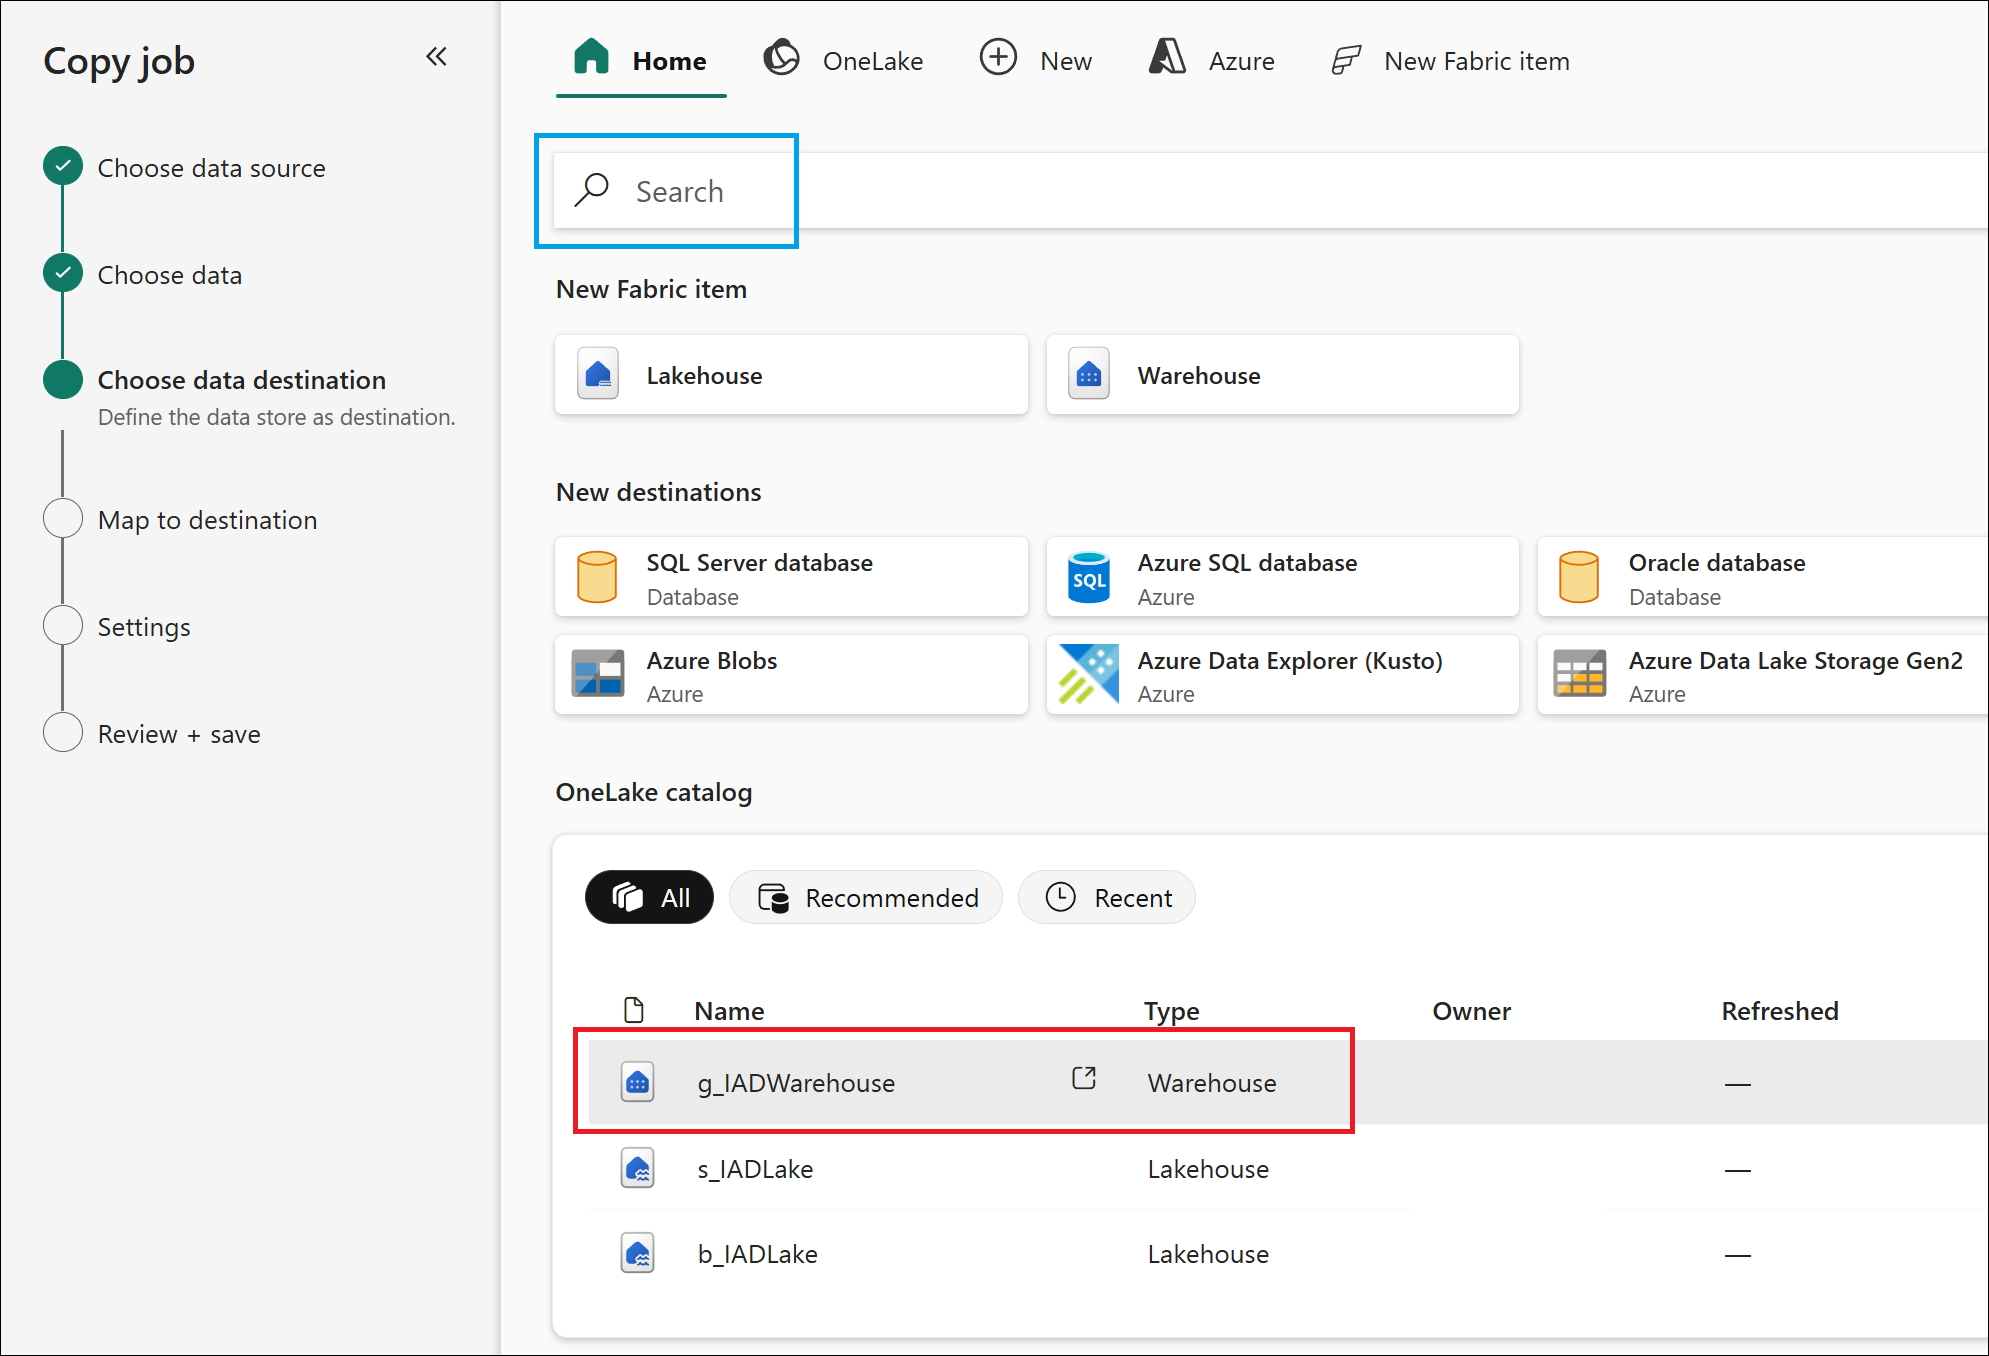 Copy job
Choose data source
Choose data
Choose data destination
Define the data store as destination.
Map to destination
Settings
Review + save
Home
OneLake
New
Azure
New Fabric item
Search
New Fabric item
Lakehouse
Warehouse
New destinations
SQL Server database
Database
SQL
Azure SQL database
Azure
Oracle database
Database
Azure Blobs
Azure
Azure Data Explorer (Kusto)
Azure
Azure Data Lake Storage Gen2
Azure
OneLake catalog
All
Recommended
Recent
Name Type Owner Refreshed
g_IADWarehouse Warehouse —
s_IADLake Lakehouse —
b_IADLake Lakehouse —